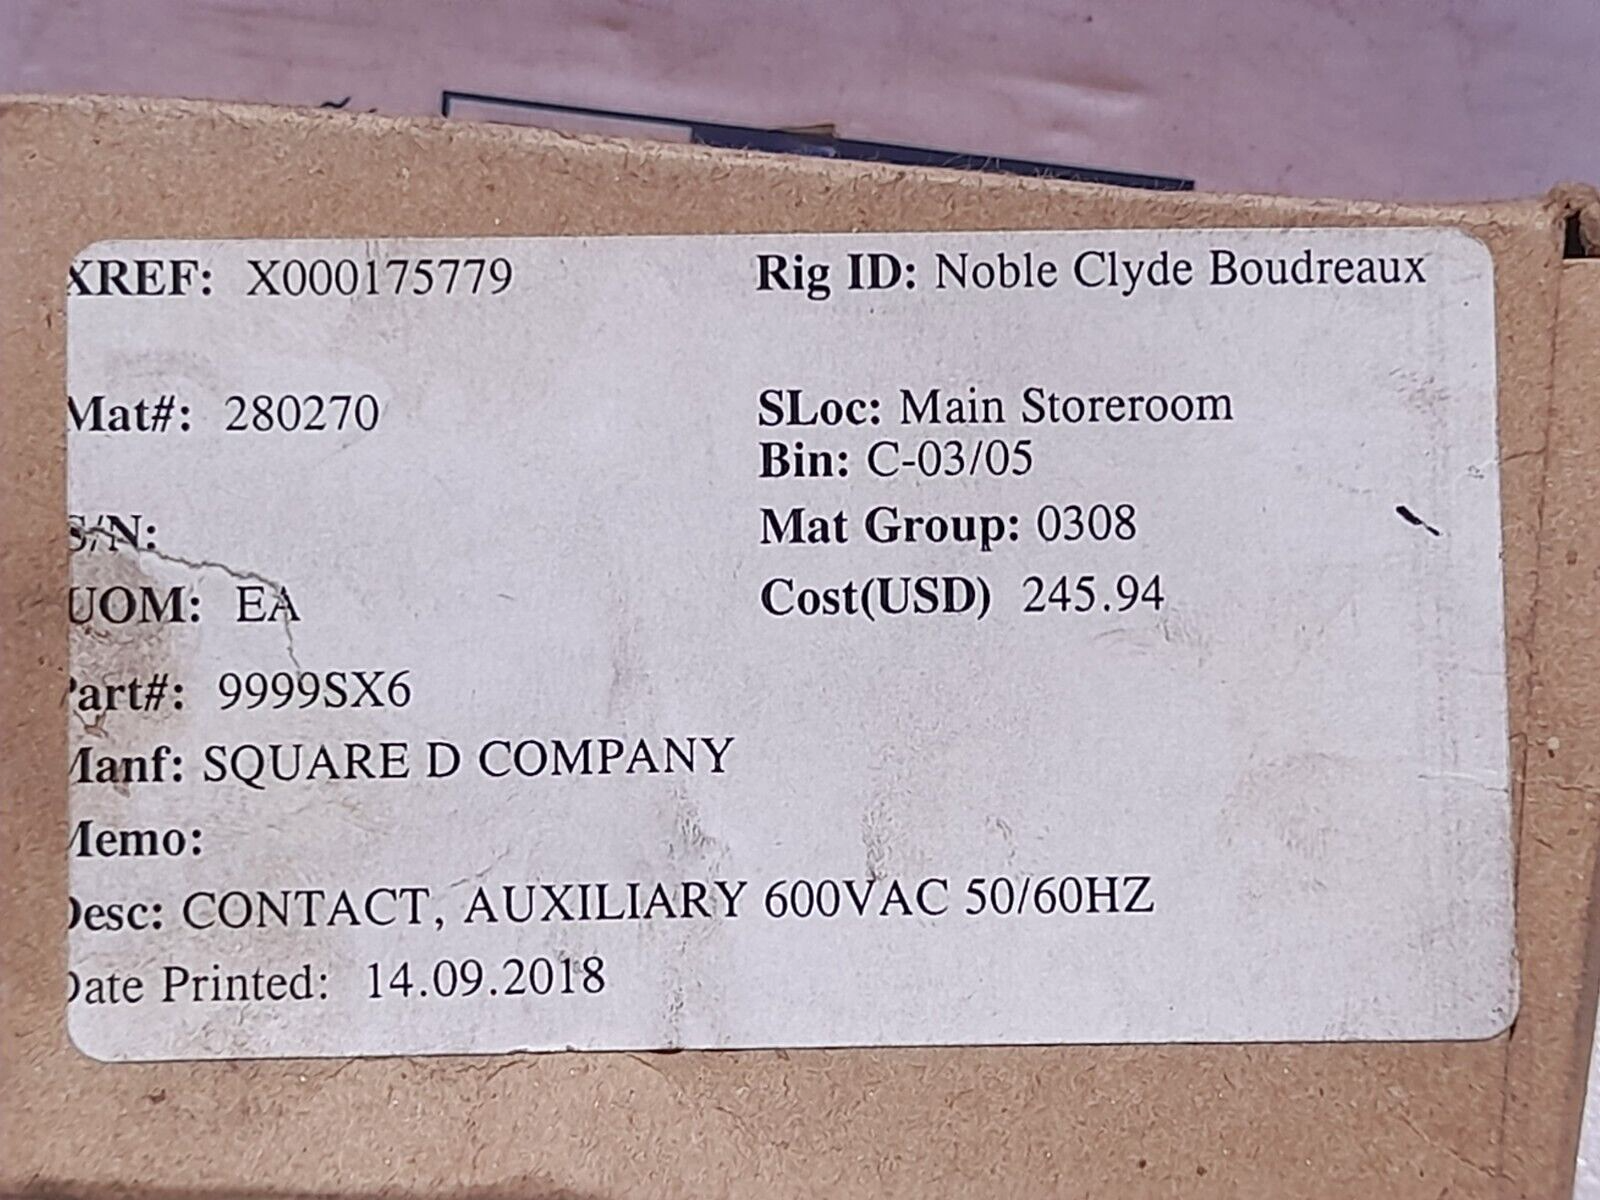 XREF: X000175779 Rig ID: Noble Clyde Boudreaux
Mat#: 280270 SLoc: Main Storeroom
Bin: C-03/05
S/N: Mat Group: 0308
UOM: EA Cost(USD) 245.94
Part#: 9999SX6
Manf: SQUARE D COMPANY
Memo:
Desc: CONTACT, AUXILIARY 600VAC 50/60HZ
Date Printed: 14.09.2018